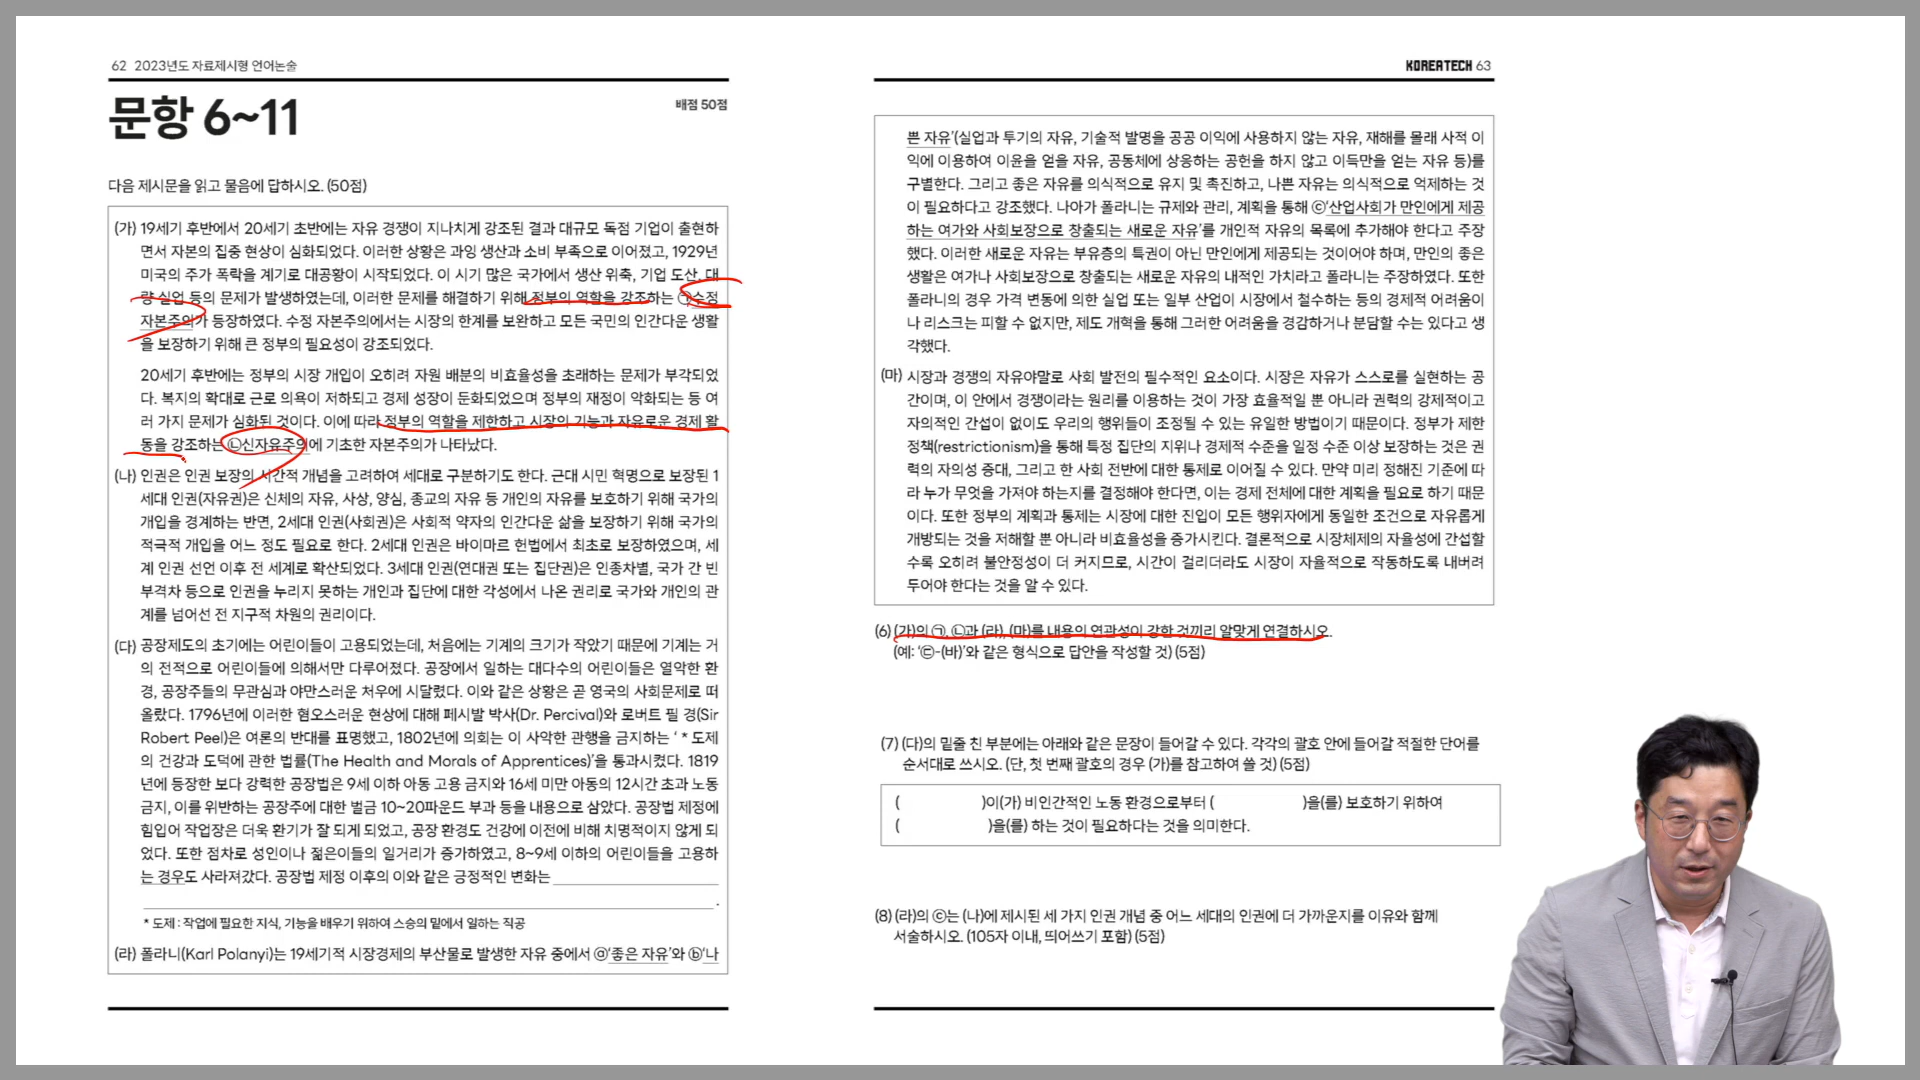 62 2023년도 자료제시형 언어논술
문항 6~11
배점 50점
다음 제시문을 읽고 물음에 답하시오. (50점)
(가) 19세기 후반에서 20세기 초반에는 자유 경쟁이 지나치게 강조된 결과 대규모 독점 기업이 출현하
면서 자본의 집중 현상이 심화되었다. 이러한 상황은 과잉 생산과 소비 부족으로 이어졌고, 1929년
미국의 주가 폭락을 계기로 대공황이 시작되었다. 이 시기 많은 국가에서 생산 위축, 기업 도산, 대
량 실업 등의 문제가 발생하였는데, 이러한 문제를 해결하기 위해 정부의 역할을 강조하는 ㉠수정
자본주의가 등장하였다. 수정 자본주의에서는 시장의 한계를 보완하고 모든 국민의 인간다운 생활
을 보장하기 위해 큰 정부의 필요성이 강조되었다.
20세기 후반에는 정부의 시장 개입이 오히려 자원 배분의 비효율성을 초래하는 문제가 부각되었
다. 복지의 확대로 근로 의욕이 저하되고 경제 성장이 둔화되었으며 정부의 재정이 악화되는 등 여
러 가지 문제가 심화된 것이다. 이에 따라 정부의 역할을 제한하고 시장의 기능과 자유로운 경제 활
동을 강조하는 ㉡신자유주의에 기초한 자본주의가 나타났다.
(나) 인권은 인권 보장의 시간적 개념을 고려하여 세대로 구분하기도 한다. 근대 시민 혁명으로 보장된 1
세대 인권(자유권)은 신체의 자유, 사상, 양심, 종교의 자유 등 개인의 자유를 보호하기 위해 국가의
개입을 경계하는 반면, 2세대 인권(사회권)은 사회적 약자의 인간다운 삶을 보장하기 위해 국가의
적극적 개입을 어느 정도 필요로 한다. 2세대 인권은 바이마르 헌법에서 최초로 보장하였으며, 세
계 인권 선언 이후 전 세계로 확산되었다. 3세대 인권(연대권 또는 집단권)은 인종차별, 국가 간 빈
부격차 등으로 인권을 누리지 못하는 개인과 집단에 대한 각성에서 나온 권리로 국가와 개인의 관
계를 넘어선 전 지구적 차원의 권리이다.
(다) 공장제도의 초기에는 어린이들이 고용되었는데, 처음에는 기계의 크기가 작았기 때문에 기계는 거
의 전적으로 어린이들에 의해서만 다루어졌다. 공장에서 일하는 대다수의 어린이들은 열악한 환
경, 공장주들의 무관심과 야만스러운 처우에 시달렸다. 이와 같은 상황은 곧 영국의 사회문제로 떠
올랐다. 1796년에 이러한 혐오스러운 현상에 대해 페시발 박사(Dr. Percival)와 로버트 필 경(Sir
Robert Peel)은 여론의 반대를 표명했고, 1802년에 의회는 이 사악한 관행을 금지하는 ‘ * 도제
의 건강과 도덕에 관한 법률(The Health and Morals of Apprentices)’을 통과시켰다. 1819
년에 등장한 보다 강력한 공장법은 9세 이하 아동 고용 금지와 16세 미만 아동의 12시간 초과 노동
금지, 이를 위반하는 공장주에 대한 벌금 10~20파운드 부과 등을 내용으로 삼았다. 공장법 제정에
힘입어 작업장은 더욱 환기가 잘 되게 되었고, 공장 환경도 건강에 이전에 비해 치명적이지 않게 되
었다. 또한 점차로 성인이나 젊은이들의 일거리가 증가하였고, 8~9세 이하의 어린이들을 고용하
는 경우도 사라져갔다. 공장법 제정 이후의 이와 같은 긍정적인 변화는
.
* 도제 : 작업에 필요한 지식, 기능을 배우기 위하여 스승의 밑에서 일하는 직공
(라) 폴라니(Karl Polanyi)는 19세기적 시장경제의 부산물로 발생한 자유 중에서 ⓐ‘좋은 자유’와 ⓑ‘나
KOREATECH 63
쁜 자유’(실업과 투기의 자유, 기술적 발명을 공공 이익에 사용하지 않는 자유, 재해를 몰래 사적 이
익에 이용하여 이윤을 얻을 자유, 공동체에 상응하는 공헌을 하지 않고 이득만을 얻는 자유 등)를
구별한다. 그리고 좋은 자유를 의식적으로 유지 및 촉진하고, 나쁜 자유는 의식적으로 억제하는 것
이 필요하다고 강조했다. 나아가 폴라니는 규제와 관리, 계획을 통해 ⓒ‘산업사회가 만인에게 제공
하는 여가와 사회보장으로 창출되는 새로운 자유’를 개인적 자유의 목록에 추가해야 한다고 주장
했다. 이러한 새로운 자유는 부유층의 특권이 아닌 만인에게 제공되는 것이어야 하며, 만인의 좋은
생활은 여가나 사회보장으로 창출되는 새로운 자유의 내적인 가치라고 폴라니는 주장하였다. 또한
폴라니의 경우 가격 변동에 의한 실업 또는 일부 산업이 시장에서 철수하는 등의 경제적 어려움이
나 리스크는 피할 수 없지만, 제도 개혁을 통해 그러한 어려움을 경감하거나 분담할 수는 있다고 생
각했다.
(마) 시장과 경쟁의 자유야말로 사회 발전의 필수적인 요소이다. 시장은 자유가 스스로를 실현하는 공
간이며, 이 안에서 경쟁이라는 원리를 이용하는 것이 가장 효율적일 뿐 아니라 권력의 강제적이고
자의적인 간섭이 없이도 우리의 행위들이 조정될 수 있는 유일한 방법이기 때문이다. 정부가 제한
정책(restrictionism)을 통해 특정 집단의 지위나 경제적 수준을 일정 수준 이상 보장하는 것은 권
력의 자의성 증대, 그리고 한 사회 전반에 대한 통제로 이어질 수 있다. 만약 미리 정해진 기준에 따
라 누가 무엇을 가져야 하는지를 결정해야 한다면, 이는 경제 전체에 대한 계획을 필요로 하기 때문
이다. 또한 정부의 계획과 통제는 시장에 대한 진입이 모든 행위자에게 동일한 조건으로 자유롭게
개방되는 것을 저해할 뿐 아니라 비효율성을 증가시킨다. 결론적으로 시장체제의 자율성에 간섭할
수록 오히려 불안정성이 더 커지므로, 시간이 걸리더라도 시장이 자율적으로 작동하도록 내버려
두어야 한다는 것을 알 수 있다.
(6) (가)의 ㉠, ㉡과 (라), (마)를 내용의 연관성이 강한 것끼리 알맞게 연결하시오.
(예: ‘㉢-(바)’와 같은 형식으로 답안을 작성할 것) (5점)
(7) (다)의 밑줄 친 부분에는 아래와 같은 문장이 들어갈 수 있다. 각각의 괄호 안에 들어갈 적절한 단어를
순서대로 쓰시오. (단, 첫 번째 괄호의 경우 (가)를 참고하여 쓸 것) (5점)
( )이(가) 비인간적인 노동 환경으로부터 ( )을(를) 보호하기 위하여
( )을(를) 하는 것이 필요하다는 것을 의미한다.
(8) (라)의 ⓒ는 (나)에 제시된 세 가지 인권 개념 중 어느 세대의 인권에 더 가까운지를 이유와 함께
서술하시오. (105자 이내, 띄어쓰기 포함) (5점)